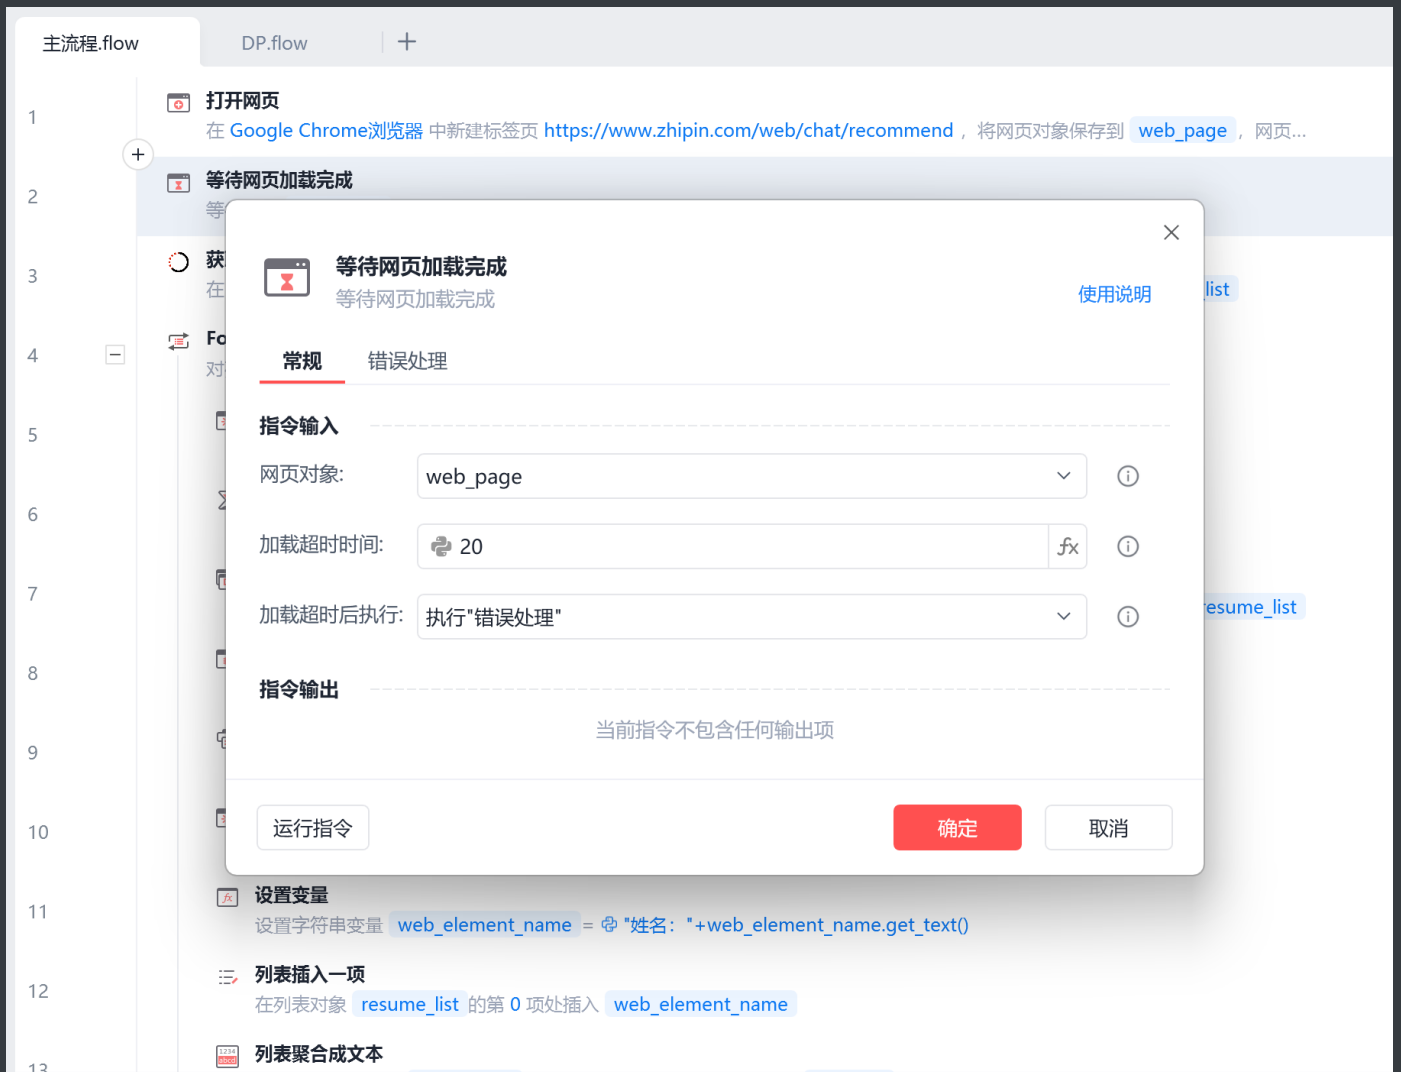 主流程.flow
DP.flow
1
打开网页
在 Google Chrome浏览器 中新建标签页 https://www.zhipin.com/web/chat/recommend ，将网页对象保存到 web_page ，网页...
2
等待网页加载完成
等
3
在
list
4
Fo
对
5
6
7
resume_list
8
9
10
等待网页加载完成
等待网页加载完成
使用说明
常规
错误处理
指令输入
网页对象:
web_page
加载超时时间:
20
fx
加载超时后执行:
执行"错误处理"
指令输出
当前指令不包含任何输出项
运行指令
确定
取消
11
设置变量
设置字符串变量 web_element_name = "姓名："+web_element_name.get_text()
12
列表插入一项
在列表对象 resume_list 的第 0 项处插入 web_element_name
13
列表聚合成文本